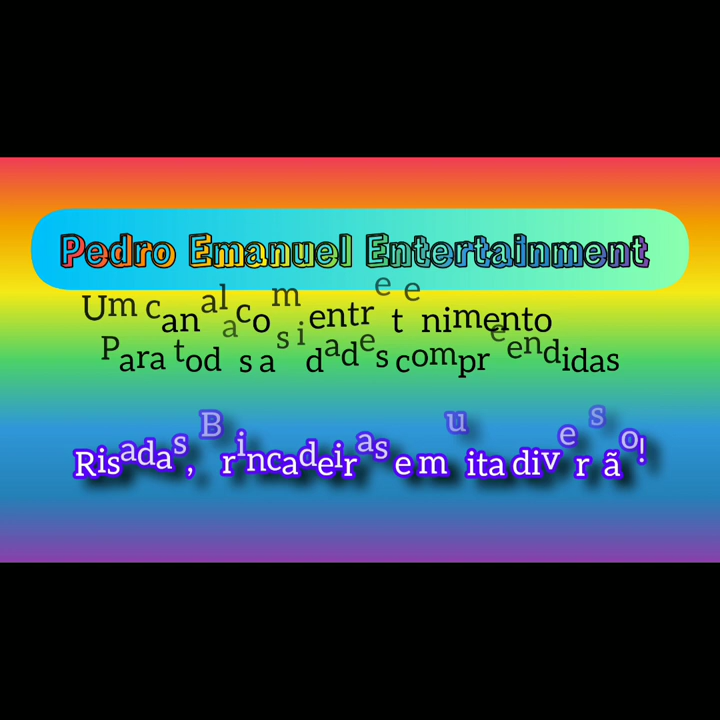 Pedro Emanuel Entertainment
Um canal com entretenimento
Para todas as idades compreendidas
Risadas, Brincadeiras e muita diversão!